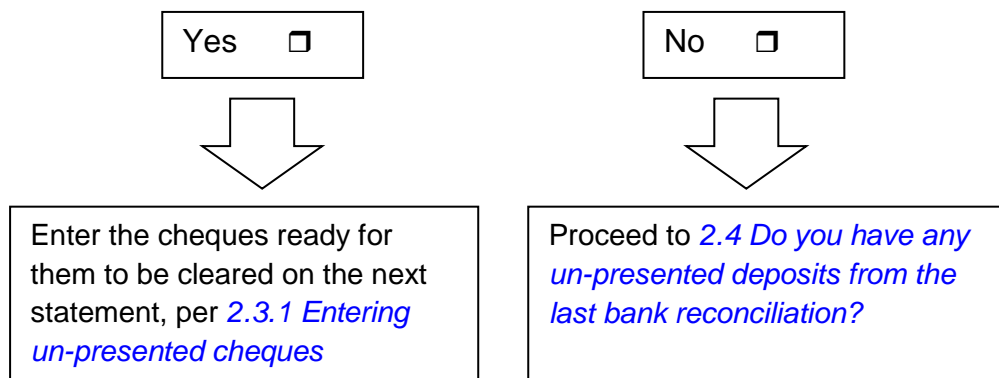 Yes ❒
No ❒
Enter the cheques ready for
them to be cleared on the next
statement, per 2.3.1 Entering
un-presented cheques
Proceed to 2.4 Do you have any
un-presented deposits from the
last bank reconciliation?